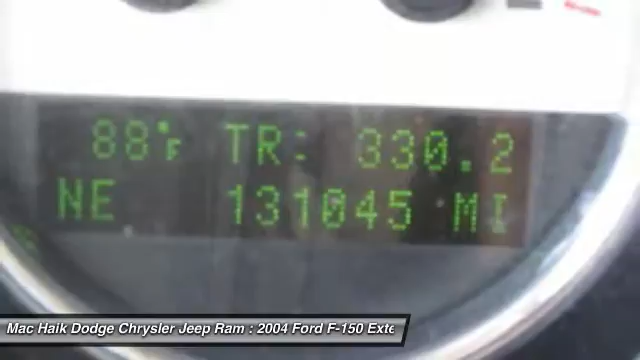 88°F TR: 330.2
NE 131045 MI
Mac Haik Dodge Chrysler Jeep Ram : 2004 Ford F-150 Exte